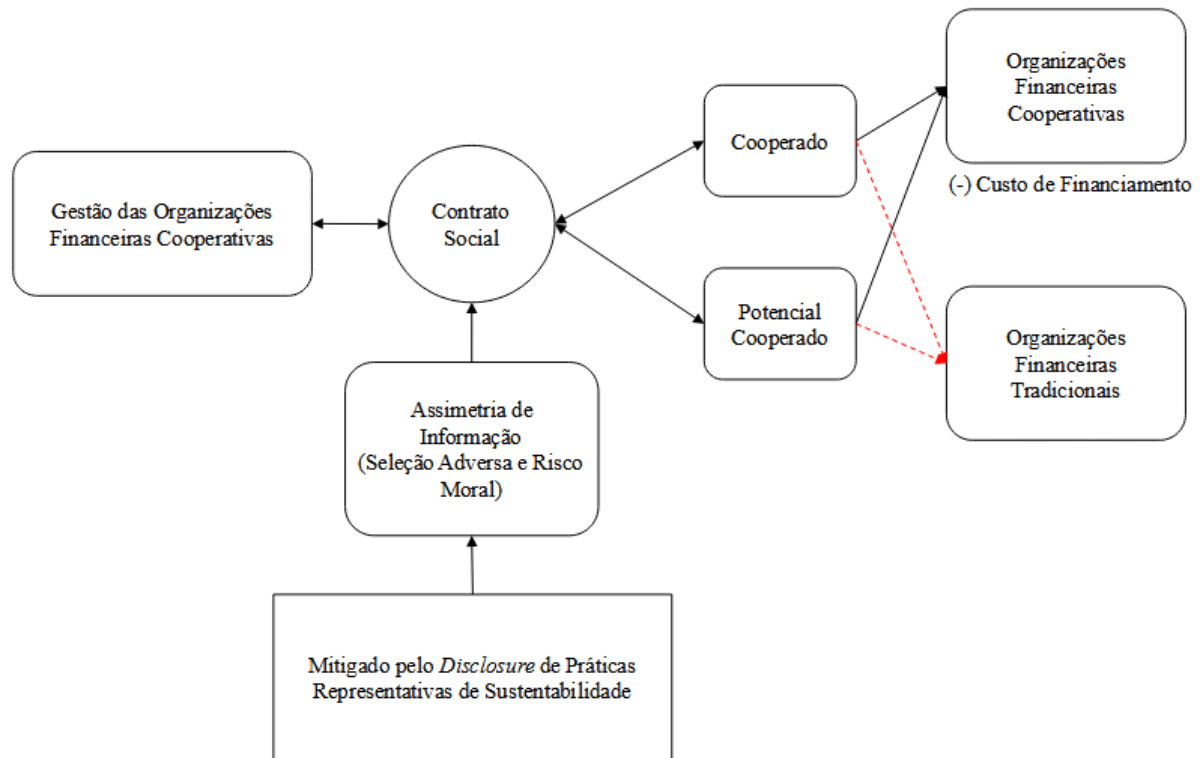 Organizações
Financeiras
Cooperativas
(-) Custo de Financiamento
Cooperado
Gestão das Organizações
Financeiras Cooperativas
Contrato
Social
Potencial
Cooperado
Organizações
Financeiras
Tradicionais
Assimetria de
Informação
(Seleção Adversa e Risco
Moral)
Mitigado pelo Disclosure de Práticas
Representativas de Sustentabilidade